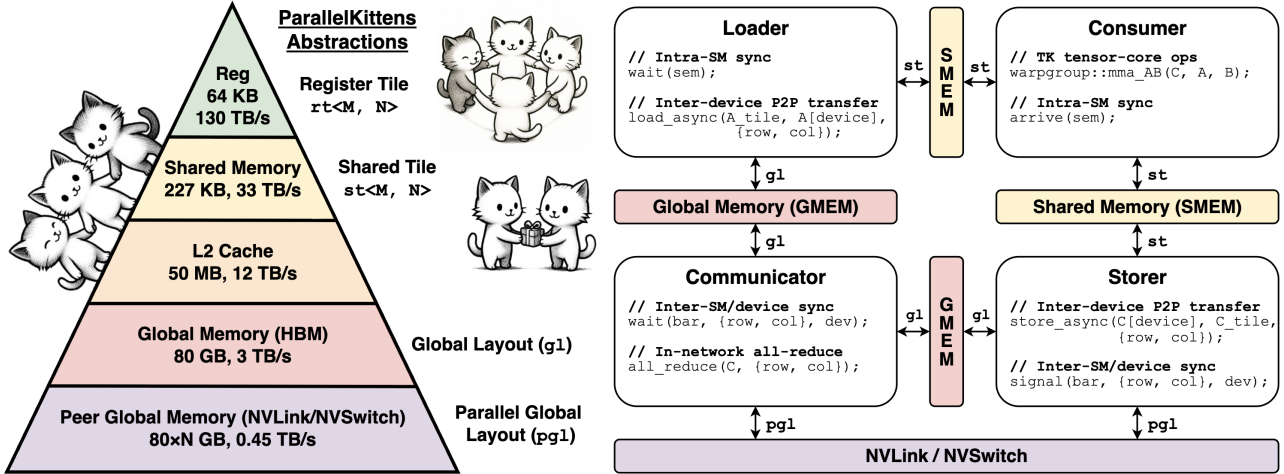 ParallelKittens
Abstractions
Reg
64 KB
130 TB/s
Register Tile
rt<M, N>
Shared Memory
227 KB, 33 TB/s
Shared Tile
st<M, N>
L2 Cache
50 MB, 12 TB/s
Global Memory (HBM)
80 GB, 3 TB/s
Global Layout (gl)
Peer Global Memory (NVLink/NVSwitch)
80×N GB, 0.45 TB/s
Parallel Global
Layout (pgl)
Loader
// Intra-SM sync
wait(sem);
// Inter-device P2P transfer
load_async(A_tile, A[device],
{row, col});
st
SMEM
st
Consumer
// TK tensor-core ops
warpgroup::mma_AB(C, A, B);
// Intra-SM sync
arrive(sem);
gl
st
Global Memory (GMEM)
Shared Memory (SMEM)
gl
st
Communicator
// Inter-SM/device sync
wait(bar, {row, col}, dev);
// In-network all-reduce
all_reduce(C, {row, col});
gl
GMEM
gl
Storer
// Inter-device P2P transfer
store_async(C[device], C_tile,
{row, col});
// Inter-SM/device sync
signal(bar, {row, col}, dev);
pgl
pgl
NVLink / NVSwitch